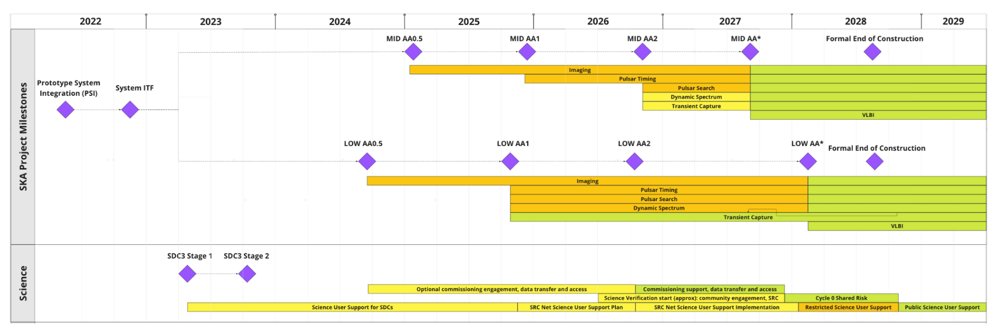 2022 2023 2024 2025 2026 2027 2028 2029
SKA Project Milestones
MID AA0.5 MID AA1 MID AA2 MID AA* Formal End of Construction
Imaging
Pulsar Timing
Prototype System
Integration (PSI)
System ITF
Pulsar Search
Dynamic Spectrum
Transient Capture
VLBI
LOW AA0.5 LOW AA1 LOW AA2 LOW AA* Formal End of Construction
Imaging
Pulsar Timing
Pulsar Search
Dynamic Spectrum
Transient Capture
VLBI
Science
SDC3 Stage 1 SDC3 Stage 2
Optional commissioning engagement, data transfer and access Commissioning support, data transfer and access
Science Verification start (approx): community engagement, SRC Cycle 0 Shared Risk
Science User Support for SDCs SRC Net Science User Support Plan SRC Net Science User Support Implementation Restricted Science User Support Public Science User Support